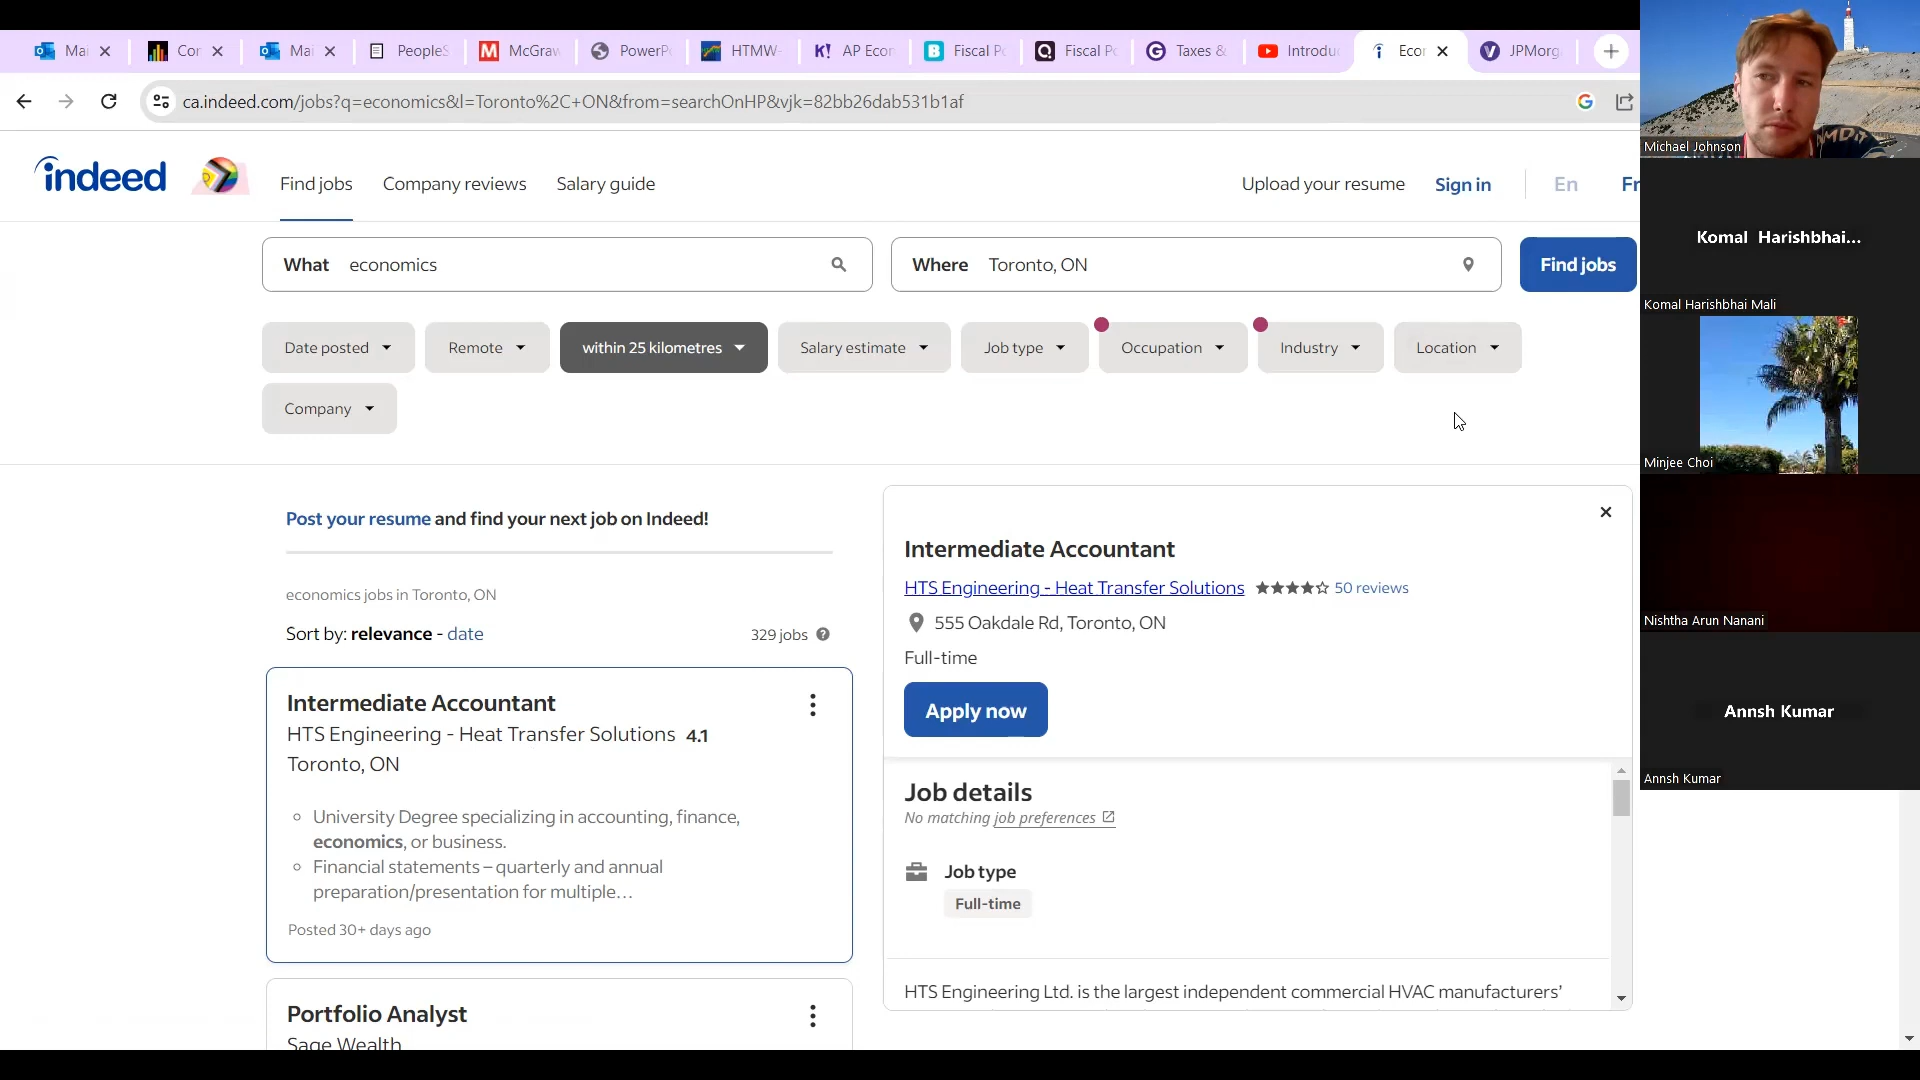 Mai
Cor
Mai
PeopleS
McGraw
PowerPo
HTMW-
AP Econ
Fiscal Po
Fiscal Po
Taxes &
Introdu
Econ
JPMorga
ca.indeed.com/jobs?q=economics&l=Toronto%2C+ON&from=searchOnHP&vjk=82bb26dab531b1af
indeed
Find jobs
Company reviews
Salary guide
Upload your resume
Sign in
En
Fr
What economics
Where Toronto, ON
Find jobs
Date posted
Remote
within 25 kilometres
Salary estimate
Job type
Occupation
Industry
Location
Company
Post your resume and find your next job on Indeed!
economics jobs in Toronto, ON
Sort by: relevance - date
329 jobs
Intermediate Accountant
HTS Engineering - Heat Transfer Solutions 4.1
Toronto, ON
University Degree specializing in accounting, finance,
economics, or business.
Financial statements – quarterly and annual
preparation/presentation for multiple…
Posted 30+ days ago
Portfolio Analyst
Sage Wealth
Intermediate Accountant
HTS Engineering - Heat Transfer Solutions 50 reviews
555 Oakdale Rd, Toronto, ON
Full-time
Apply now
Job details
No matching job preferences
Job type
Full-time
HTS Engineering Ltd. is the largest independent commercial HVAC manufacturers’
Michael Johnson
Komal Harishbhai...
Komal Harishbhai Mali
Minjee Choi
Nishtha Arun Nanani
Annsh Kumar
Annsh Kumar